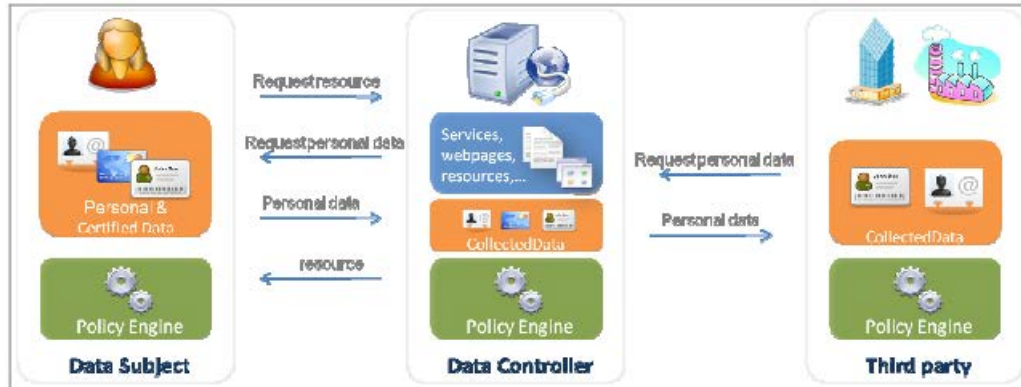 Request resource
Request personal data
Personal data
resource
Personal &
Certified Data
Policy Engine
Data Subject
Services,
webpages,
resources,...
CollectedData
Policy Engine
Data Controller
Request personal data
Personal data
CollectedData
Policy Engine
Third party